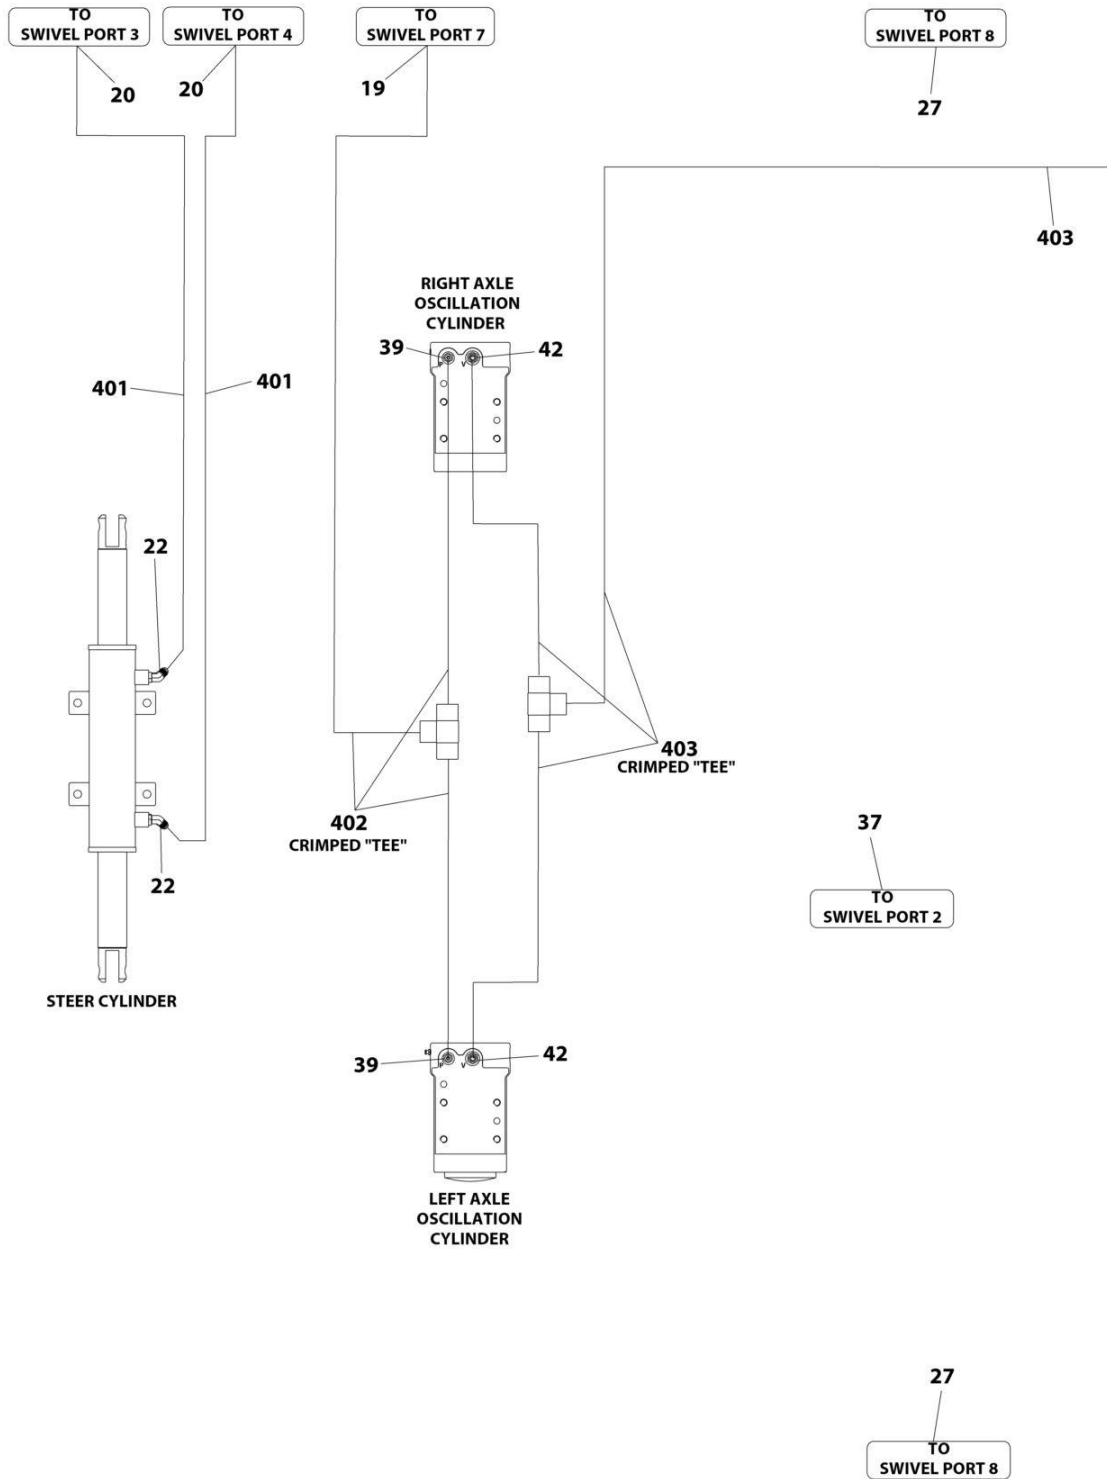 TO
SWIVEL PORT 3
TO
SWIVEL PORT 4
TO
SWIVEL PORT 7
TO
SWIVEL PORT 8
20
20
19
27
403
RIGHT AXLE
OSCILLATION
CYLINDER
39
42
P
V
401
401
22
403
CRIMPED "TEE"
402
CRIMPED "TEE"
37
TO
SWIVEL PORT 2
22
STEER CYLINDER
39
42
P
V
LEFT AXLE
OSCILLATION
CYLINDER
27
TO
SWIVEL PORT 8